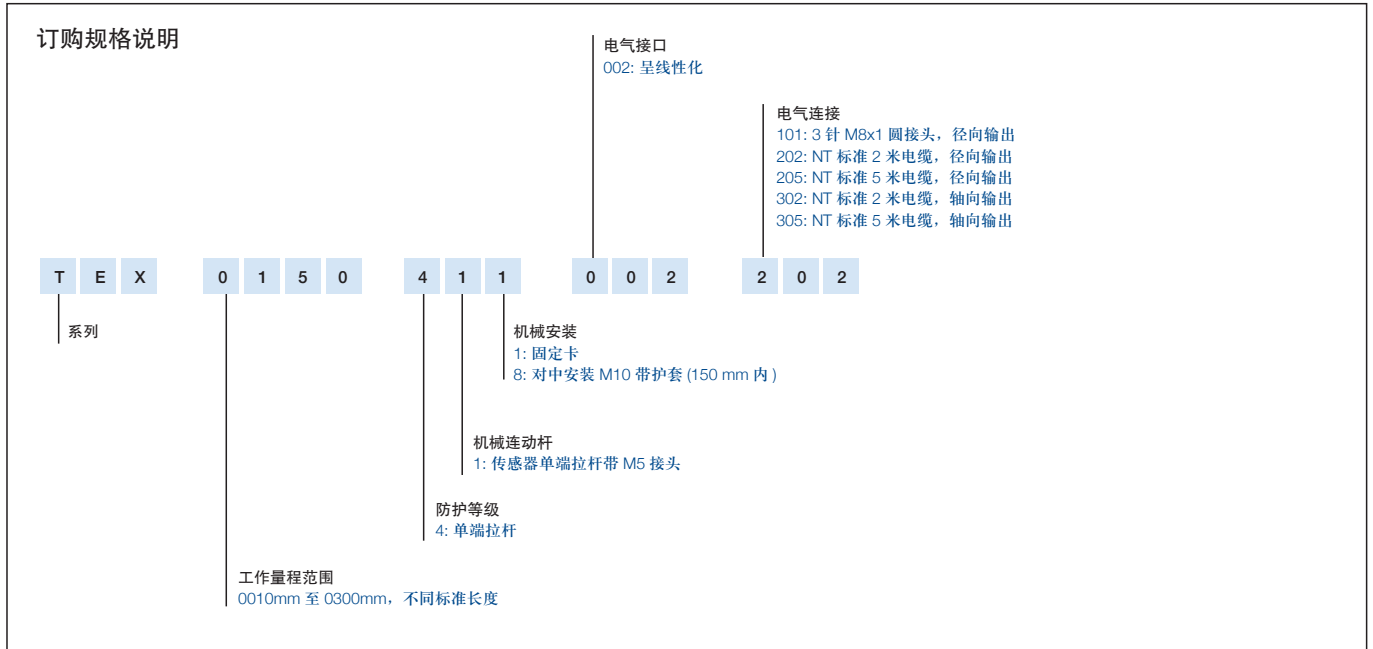 订购规格说明
电气接口
002: 呈线性化
电气连接
101: 3 针 M8x1 圆接头，径向输出
202: NT 标准 2 米电缆，径向输出
205: NT 标准 5 米电缆，径向输出
302: NT 标准 2 米电缆，轴向输出
305: NT 标准 5 米电缆，轴向输出
T E X 0 1 5 0 4 1 1 0 0 2 2 0 2
系列
机械安装
1: 固定卡
8: 对中安装 M10 带护套 (150 mm 内 )
机械连动杆
1: 传感器单端拉杆带 M5 接头
防护等级
4: 单端拉杆
工作量程范围
0010mm 至 0300mm，不同标准长度